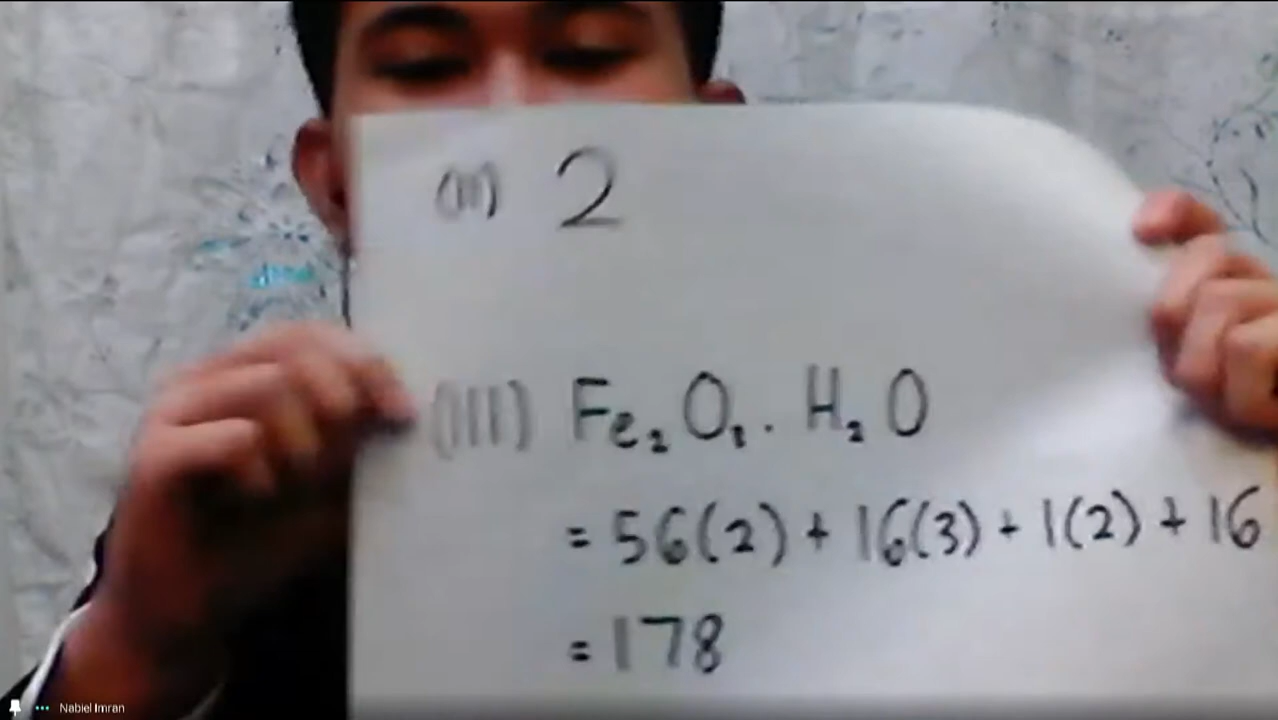 (II) 2
(III) Fe₂O₃. H₂O
= 56(2) + 16(3) + 1(2) + 16
= 178
Nabiel Imran